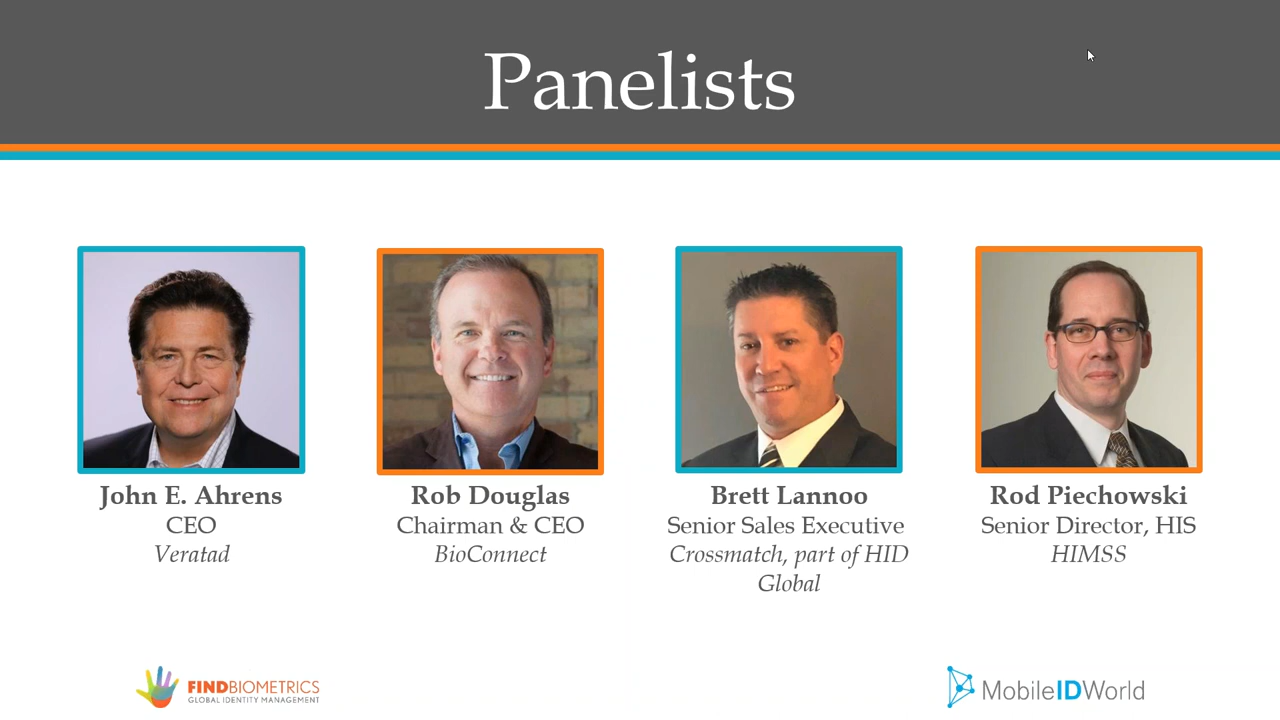 Panelists
John E. Ahrens
CEO
Veratad
Rob Douglas
Chairman & CEO
BioConnect
Brett Lannoo
Senior Sales Executive
Crossmatch, part of HID
Global
Rod Piechowski
Senior Director, HIS
HIMSS
FINDBIOMETRICS
GLOBAL IDENTITY MANAGEMENT
MobileIDWorld